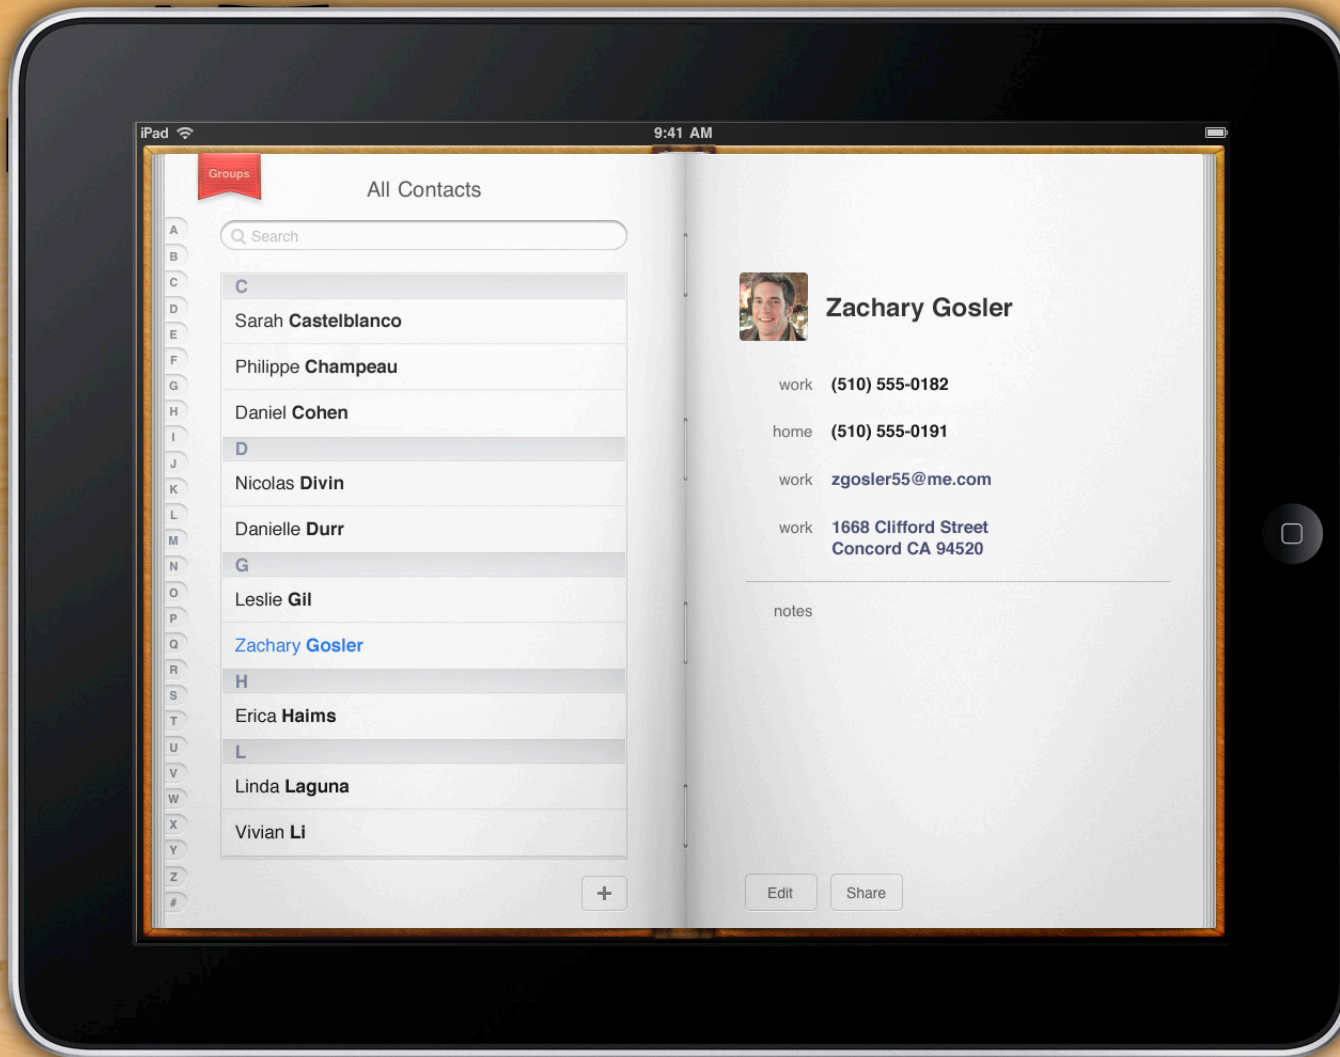 iPad
9:41 AM
Groups
All Contacts
Search
A
B
C
D
E
F
G
H
I
J
K
L
M
N
O
P
Q
R
S
T
U
V
W
X
Y
Z
#
C
Sarah Castelblanco
Philippe Champeau
Daniel Cohen
D
Nicolas Divin
Danielle Durr
G
Leslie Gil
Zachary Gosler
H
Erica Haims
L
Linda Laguna
Vivian Li
+
Zachary Gosler
work (510) 555-0182
home (510) 555-0191
work zgosler55@me.com
work 1668 Clifford Street
Concord CA 94520
notes
Edit
Share